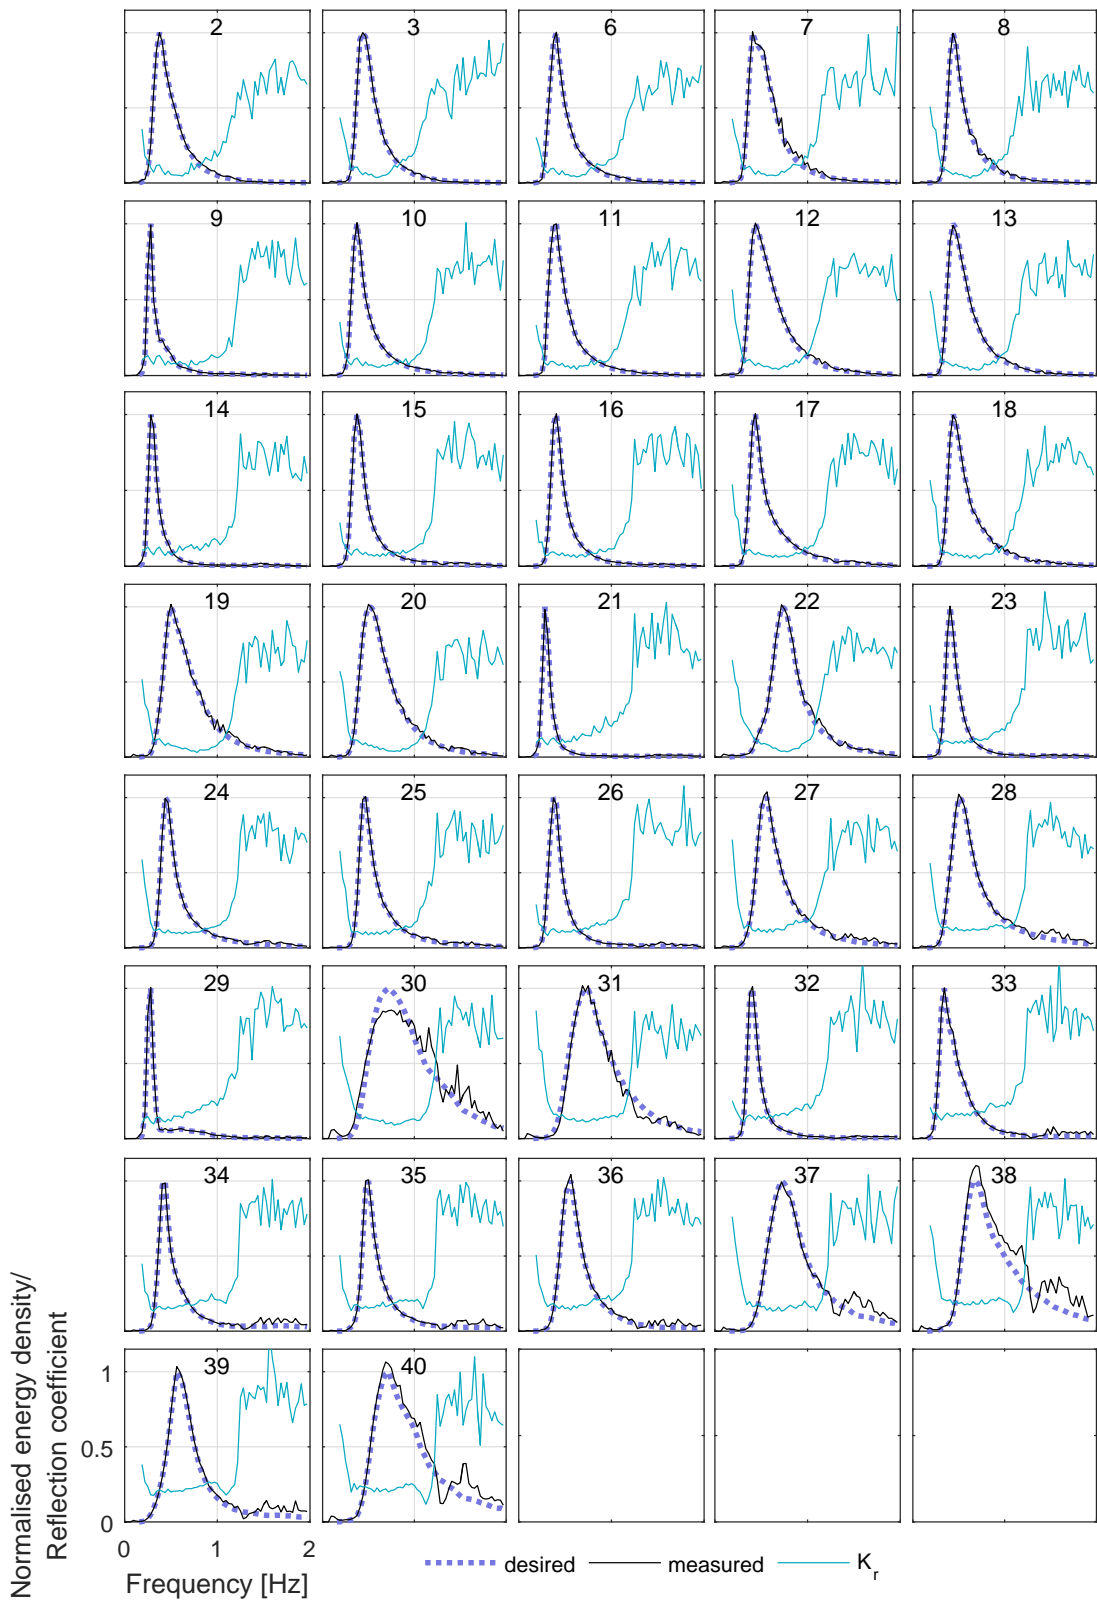 2 3 6 7 8
9 10 11 12 13
14 15 16 17 18
19 20 21 22 23
24 25 26 27 28
29 30 31 32 33
34 35 36 37 38
39 40
Normalised energy density/
Reflection coefficient
1
0.5
0
0 1 2
Frequency [Hz]
desired measured K_r